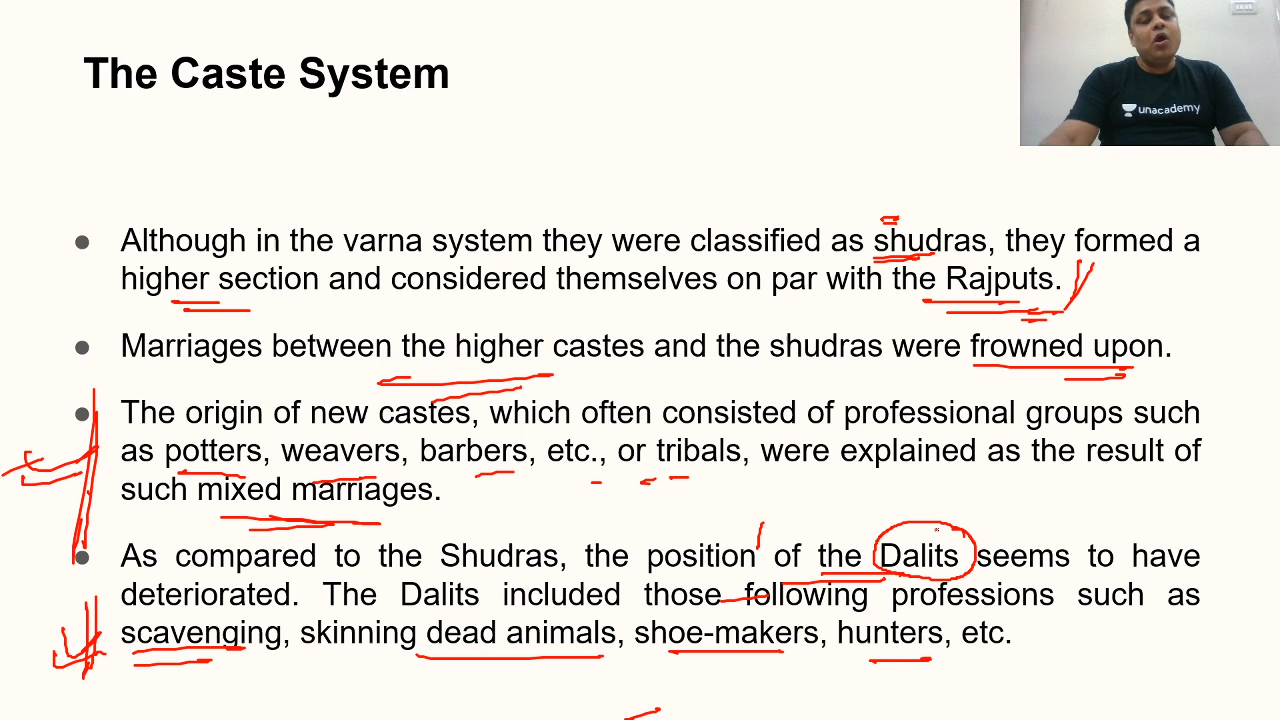 The Caste System
unacademy
● Although in the varna system they were classified as shudras, they formed a
higher section and considered themselves on par with the Rajputs.
● Marriages between the higher castes and the shudras were frowned upon.
● The origin of new castes, which often consisted of professional groups such
as potters, weavers, barbers, etc., or tribals, were explained as the result of
such mixed marriages.
● As compared to the Shudras, the position of the Dalits seems to have
deteriorated. The Dalits included those following professions such as
scavenging, skinning dead animals, shoe-makers, hunters, etc.